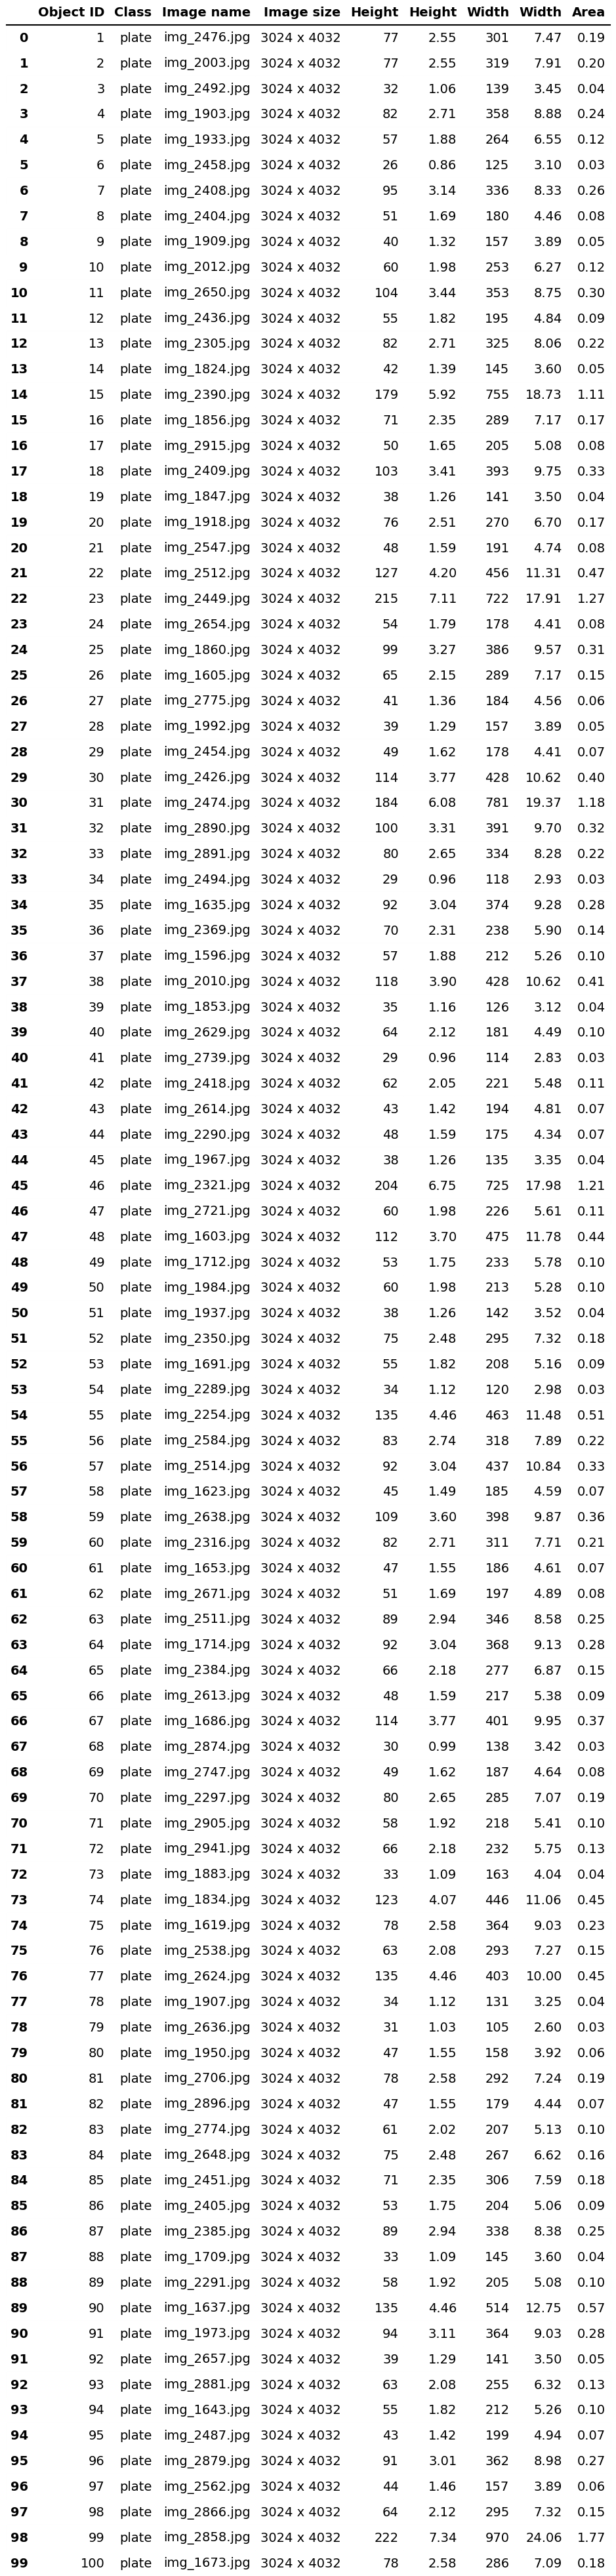 Object ID Class Image name Image size Height Height Width Width Area
0 1 plate img_2476.jpg 3024 x 4032 77 2.55 301 7.47 0.19
1 2 plate img_2003.jpg 3024 x 4032 77 2.55 319 7.91 0.20
2 3 plate img_2492.jpg 3024 x 4032 32 1.06 139 3.45 0.04
3 4 plate img_1903.jpg 3024 x 4032 82 2.71 358 8.88 0.24
4 5 plate img_1933.jpg 3024 x 4032 57 1.88 264 6.55 0.12
5 6 plate img_2458.jpg 3024 x 4032 26 0.86 125 3.10 0.03
6 7 plate img_2408.jpg 3024 x 4032 95 3.14 336 8.33 0.26
7 8 plate img_2404.jpg 3024 x 4032 51 1.69 180 4.46 0.08
8 9 plate img_1909.jpg 3024 x 4032 40 1.32 157 3.89 0.05
9 10 plate img_2012.jpg 3024 x 4032 60 1.98 253 6.27 0.12
10 11 plate img_2650.jpg 3024 x 4032 104 3.44 353 8.75 0.30
11 12 plate img_2436.jpg 3024 x 4032 55 1.82 195 4.84 0.09
12 13 plate img_2305.jpg 3024 x 4032 82 2.71 325 8.06 0.22
13 14 plate img_1824.jpg 3024 x 4032 42 1.39 145 3.60 0.05
14 15 plate img_2390.jpg 3024 x 4032 179 5.92 755 18.73 1.11
15 16 plate img_1856.jpg 3024 x 4032 71 2.35 289 7.17 0.17
16 17 plate img_2915.jpg 3024 x 4032 50 1.65 205 5.08 0.08
17 18 plate img_2409.jpg 3024 x 4032 103 3.41 393 9.75 0.33
18 19 plate img_1847.jpg 3024 x 4032 38 1.26 141 3.50 0.04
19 20 plate img_1918.jpg 3024 x 4032 76 2.51 270 6.70 0.17
20 21 plate img_2547.jpg 3024 x 4032 48 1.59 191 4.74 0.08
21 22 plate img_2512.jpg 3024 x 4032 127 4.20 456 11.31 0.47
22 23 plate img_2449.jpg 3024 x 4032 215 7.11 722 17.91 1.27
23 24 plate img_2654.jpg 3024 x 4032 54 1.79 178 4.41 0.08
24 25 plate img_1860.jpg 3024 x 4032 99 3.27 386 9.57 0.31
25 26 plate img_1605.jpg 3024 x 4032 65 2.15 289 7.17 0.15
26 27 plate img_2775.jpg 3024 x 4032 41 1.36 184 4.56 0.06
27 28 plate img_1992.jpg 3024 x 4032 39 1.29 157 3.89 0.05
28 29 plate img_2454.jpg 3024 x 4032 49 1.62 178 4.41 0.07
29 30 plate img_2426.jpg 3024 x 4032 114 3.77 428 10.62 0.40
30 31 plate img_2474.jpg 3024 x 4032 184 6.08 781 19.37 1.18
31 32 plate img_2890.jpg 3024 x 4032 100 3.31 391 9.70 0.32
32 33 plate img_2891.jpg 3024 x 4032 80 2.65 334 8.28 0.22
33 34 plate img_2494.jpg 3024 x 4032 29 0.96 118 2.93 0.03
34 35 plate img_1635.jpg 3024 x 4032 92 3.04 374 9.28 0.28
35 36 plate img_2369.jpg 3024 x 4032 70 2.31 238 5.90 0.14
36 37 plate img_1596.jpg 3024 x 4032 57 1.88 212 5.26 0.10
37 38 plate img_2010.jpg 3024 x 4032 118 3.90 428 10.62 0.41
38 39 plate img_1853.jpg 3024 x 4032 35 1.16 126 3.12 0.04
39 40 plate img_2629.jpg 3024 x 4032 64 2.12 181 4.49 0.10
40 41 plate img_2739.jpg 3024 x 4032 29 0.96 114 2.83 0.03
41 42 plate img_2418.jpg 3024 x 4032 62 2.05 221 5.48 0.11
42 43 plate img_2614.jpg 3024 x 4032 43 1.42 194 4.81 0.07
43 44 plate img_2290.jpg 3024 x 4032 48 1.59 175 4.34 0.07
44 45 plate img_1967.jpg 3024 x 4032 38 1.26 135 3.35 0.04
45 46 plate img_2321.jpg 3024 x 4032 204 6.75 725 17.98 1.21
46 47 plate img_2721.jpg 3024 x 4032 60 1.98 226 5.61 0.11
47 48 plate img_1603.jpg 3024 x 4032 112 3.70 475 11.78 0.44
48 49 plate img_1712.jpg 3024 x 4032 53 1.75 233 5.78 0.10
49 50 plate img_1984.jpg 3024 x 4032 60 1.98 213 5.28 0.10
50 51 plate img_1937.jpg 3024 x 4032 38 1.26 142 3.52 0.04
51 52 plate img_2350.jpg 3024 x 4032 75 2.48 295 7.32 0.18
52 53 plate img_1691.jpg 3024 x 4032 55 1.82 208 5.16 0.09
53 54 plate img_2289.jpg 3024 x 4032 34 1.12 120 2.98 0.03
54 55 plate img_2254.jpg 3024 x 4032 135 4.46 463 11.48 0.51
55 56 plate img_2584.jpg 3024 x 4032 83 2.74 318 7.89 0.22
56 57 plate img_2514.jpg 3024 x 4032 92 3.04 437 10.84 0.33
57 58 plate img_1623.jpg 3024 x 4032 45 1.49 185 4.59 0.07
58 59 plate img_2638.jpg 3024 x 4032 109 3.60 398 9.87 0.36
59 60 plate img_2316.jpg 3024 x 4032 82 2.71 311 7.71 0.21
60 61 plate img_1653.jpg 3024 x 4032 47 1.55 186 4.61 0.07
61 62 plate img_2671.jpg 3024 x 4032 51 1.69 197 4.89 0.08
62 63 plate img_2511.jpg 3024 x 4032 89 2.94 346 8.58 0.25
63 64 plate img_1714.jpg 3024 x 4032 92 3.04 368 9.13 0.28
64 65 plate img_2384.jpg 3024 x 4032 66 2.18 277 6.87 0.15
65 66 plate img_2613.jpg 3024 x 4032 48 1.59 217 5.38 0.09
66 67 plate img_1686.jpg 3024 x 4032 114 3.77 401 9.95 0.37
67 68 plate img_2874.jpg 3024 x 4032 30 0.99 138 3.42 0.03
68 69 plate img_2747.jpg 3024 x 4032 49 1.62 187 4.64 0.08
69 70 plate img_2297.jpg 3024 x 4032 80 2.65 285 7.07 0.19
70 71 plate img_2905.jpg 3024 x 4032 58 1.92 218 5.41 0.10
71 72 plate img_2941.jpg 3024 x 4032 66 2.18 232 5.75 0.13
72 73 plate img_1883.jpg 3024 x 4032 33 1.09 163 4.04 0.04
73 74 plate img_1834.jpg 3024 x 4032 123 4.07 446 11.06 0.45
74 75 plate img_1619.jpg 3024 x 4032 78 2.58 364 9.03 0.23
75 76 plate img_2538.jpg 3024 x 4032 63 2.08 293 7.27 0.15
76 77 plate img_2624.jpg 3024 x 4032 135 4.46 403 10.00 0.45
77 78 plate img_1907.jpg 3024 x 4032 34 1.12 131 3.25 0.04
78 79 plate img_2636.jpg 3024 x 4032 31 1.03 105 2.60 0.03
79 80 plate img_1950.jpg 3024 x 4032 47 1.55 158 3.92 0.06
80 81 plate img_2706.jpg 3024 x 4032 78 2.58 292 7.24 0.19
81 82 plate img_2896.jpg 3024 x 4032 47 1.55 179 4.44 0.07
82 83 plate img_2774.jpg 3024 x 4032 61 2.02 207 5.13 0.10
83 84 plate img_2648.jpg 3024 x 4032 75 2.48 267 6.62 0.16
84 85 plate img_2451.jpg 3024 x 4032 71 2.35 306 7.59 0.18
85 86 plate img_2405.jpg 3024 x 4032 53 1.75 204 5.06 0.09
86 87 plate img_2385.jpg 3024 x 4032 89 2.94 338 8.38 0.25
87 88 plate img_1709.jpg 3024 x 4032 33 1.09 145 3.60 0.04
88 89 plate img_2291.jpg 3024 x 4032 58 1.92 205 5.08 0.10
89 90 plate img_1637.jpg 3024 x 4032 135 4.46 514 12.75 0.57
90 91 plate img_1973.jpg 3024 x 4032 94 3.11 364 9.03 0.28
91 92 plate img_2657.jpg 3024 x 4032 39 1.29 141 3.50 0.05
92 93 plate img_2881.jpg 3024 x 4032 63 2.08 255 6.32 0.13
93 94 plate img_1643.jpg 3024 x 4032 55 1.82 212 5.26 0.10
94 95 plate img_2487.jpg 3024 x 4032 43 1.42 199 4.94 0.07
95 96 plate img_2879.jpg 3024 x 4032 91 3.01 362 8.98 0.27
96 97 plate img_2562.jpg 3024 x 4032 44 1.46 157 3.89 0.06
97 98 plate img_2866.jpg 3024 x 4032 64 2.12 295 7.32 0.15
98 99 plate img_2858.jpg 3024 x 4032 222 7.34 970 24.06 1.77
99 100 plate img_1673.jpg 3024 x 4032 78 2.58 286 7.09 0.18